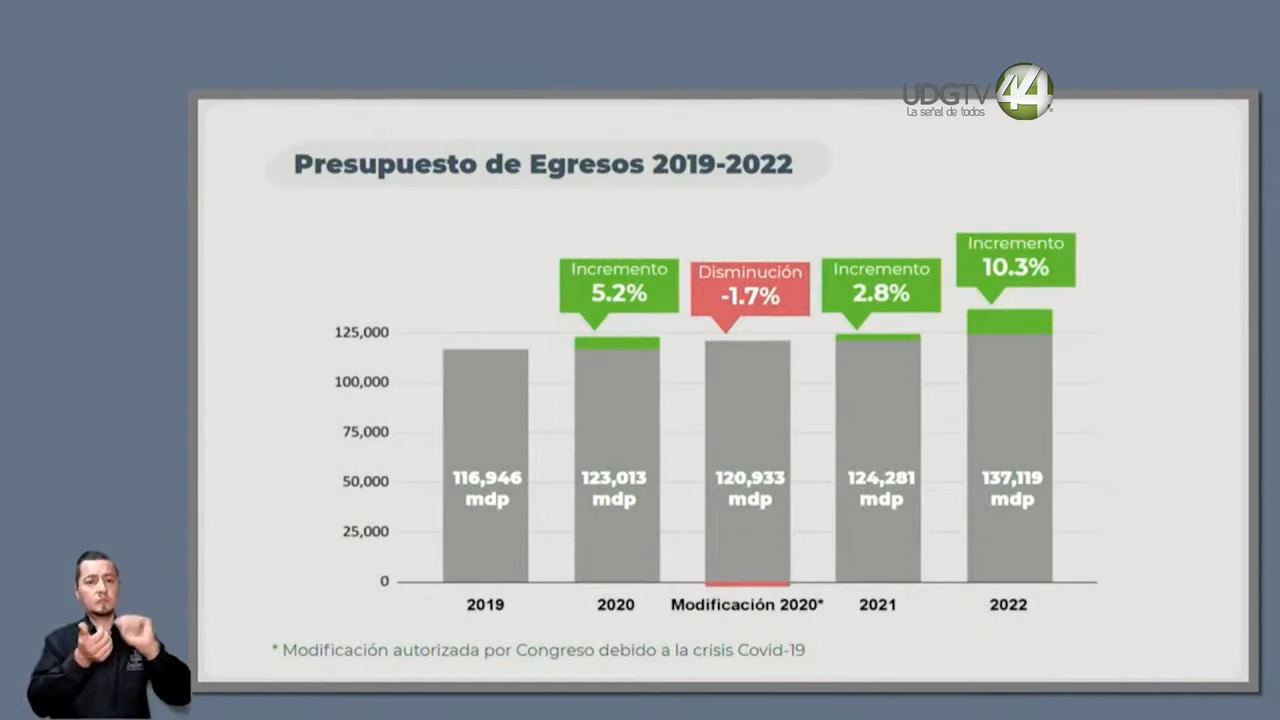 UDGTV 44
La señal de todos
Presupuesto de Egresos 2019-2022
Incremento
5.2%
Disminución
-1.7%
Incremento
2.8%
Incremento
10.3%
125,000
100,000
75,000
50,000
25,000
0
116,946
mdp
123,013
mdp
120,933
mdp
124,281
mdp
137,119
mdp
2019
2020
Modificación 2020*
2021
2022
* Modificación autorizada por Congreso debido a la crisis Covid-19